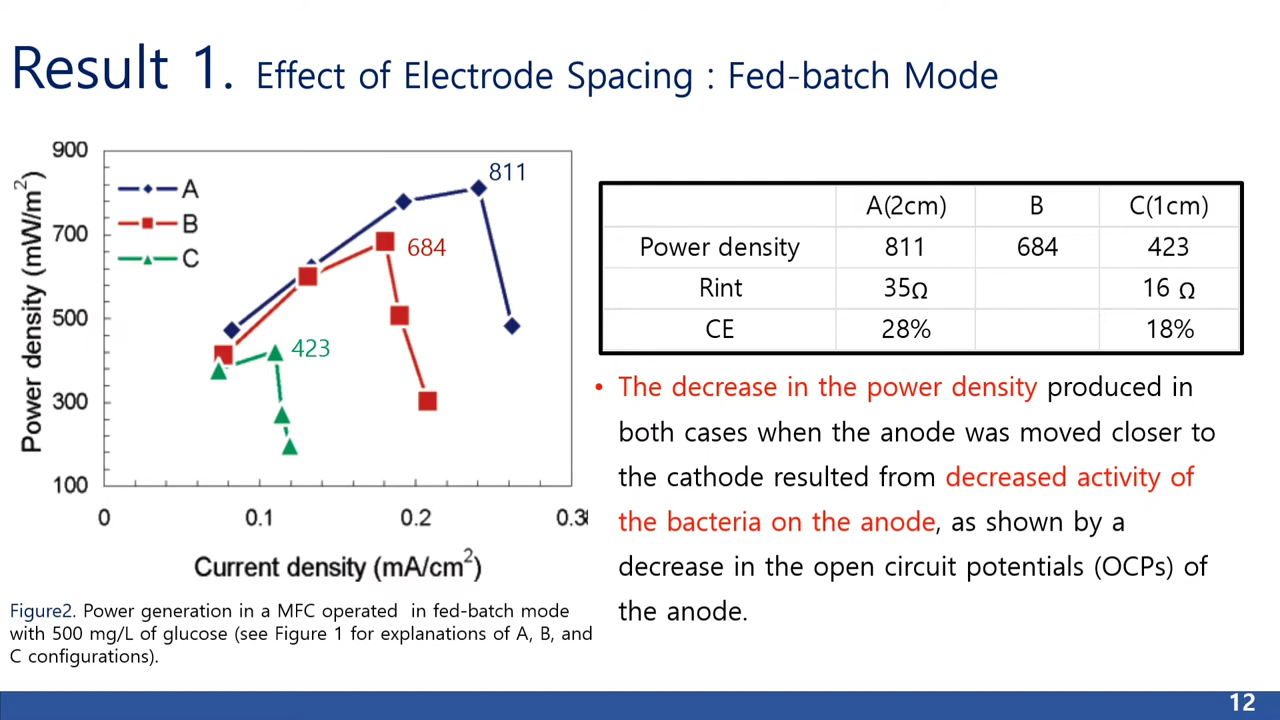 Result 1. Effect of Electrode Spacing : Fed-batch Mode
900
700
500
300
100
Power density (mW/m²)
A
B
C
811
684
423
0
0.1
0.2
0.3
Current density (mA/cm²)
Figure2. Power generation in a MFC operated in fed-batch mode
with 500 mg/L of glucose (see Figure 1 for explanations of A, B, and
C configurations).
A(2cm) B C(1cm)
Power density 811 684 423
Rint 35Ω 16 Ω
CE 28% 18%
• The decrease in the power density produced in
both cases when the anode was moved closer to
the cathode resulted from decreased activity of
the bacteria on the anode, as shown by a
decrease in the open circuit potentials (OCPs) of
the anode.
12